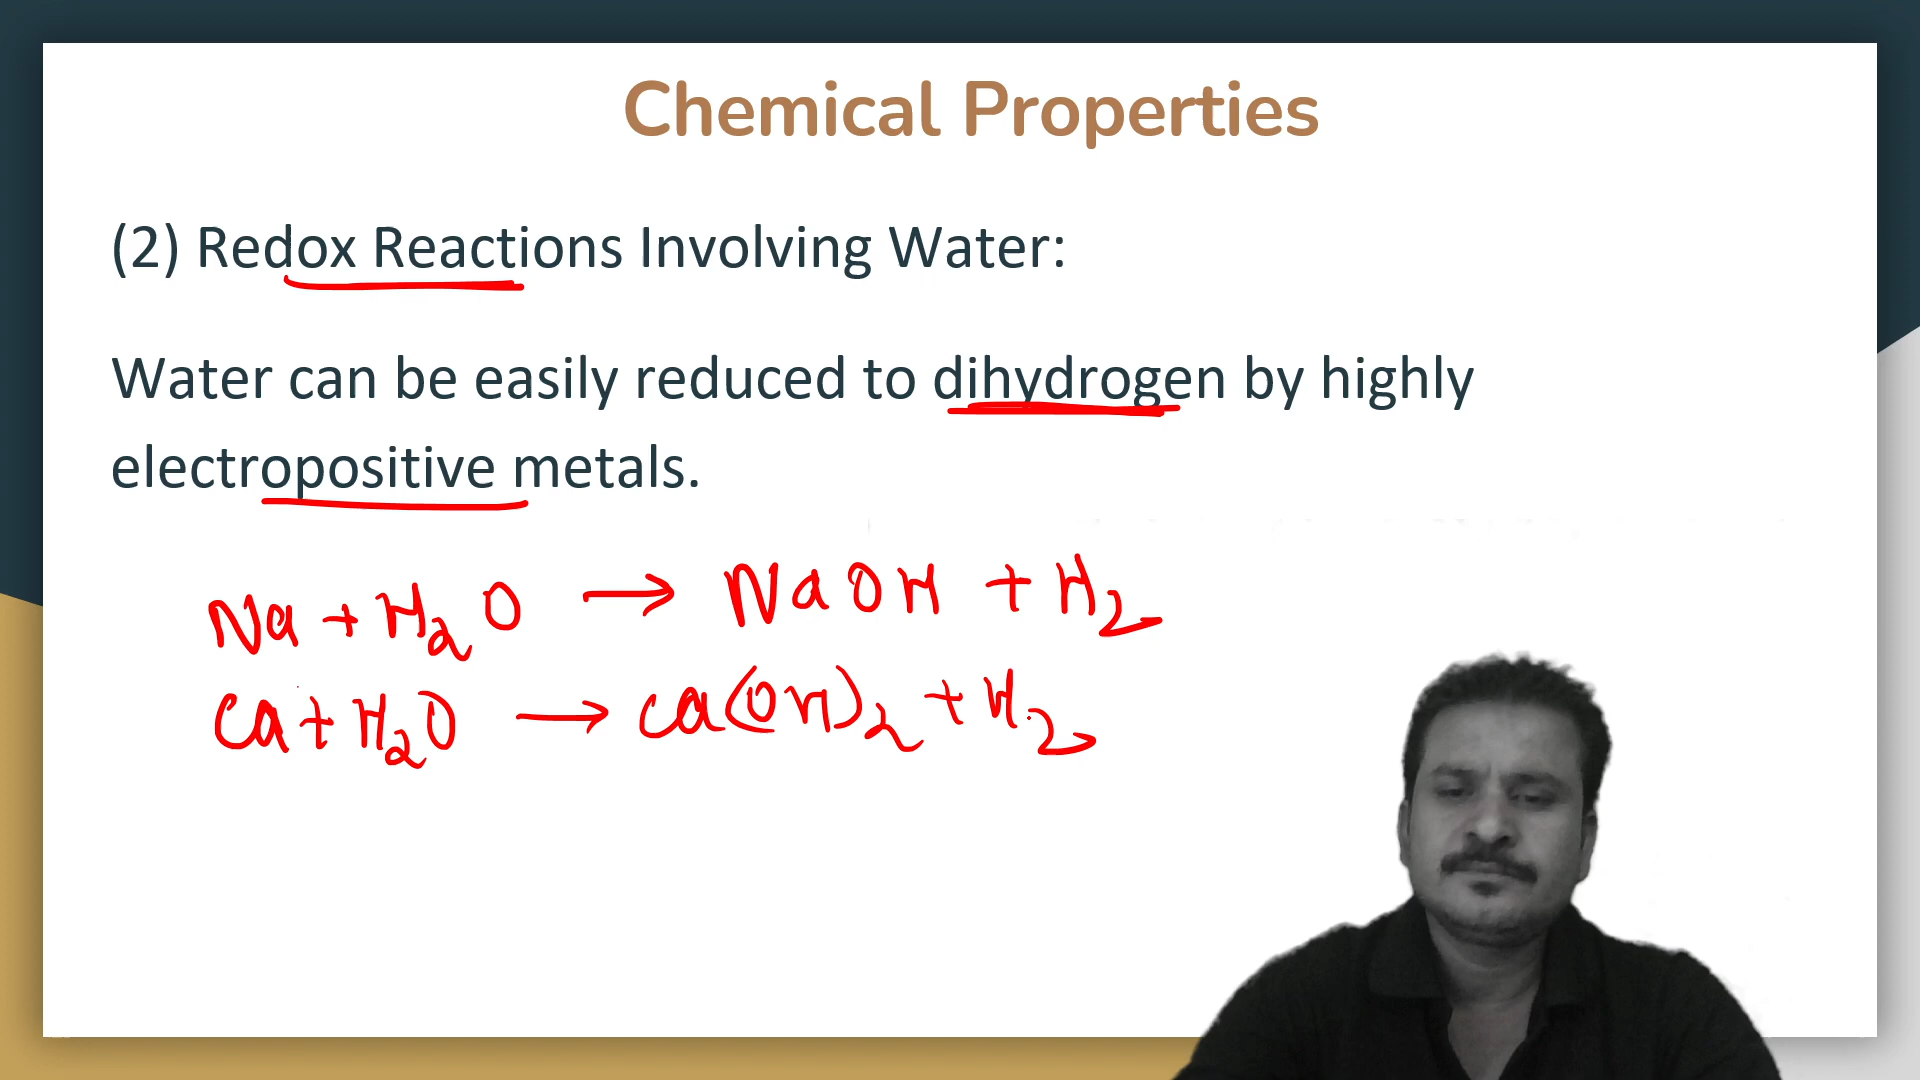 Chemical Properties
(2) Redox Reactions Involving Water:
Water can be easily reduced to dihydrogen by highly
electropositive metals.
Na + H₂O → NaOH + H₂
Ca + H₂O → Ca(OH)₂ + H₂